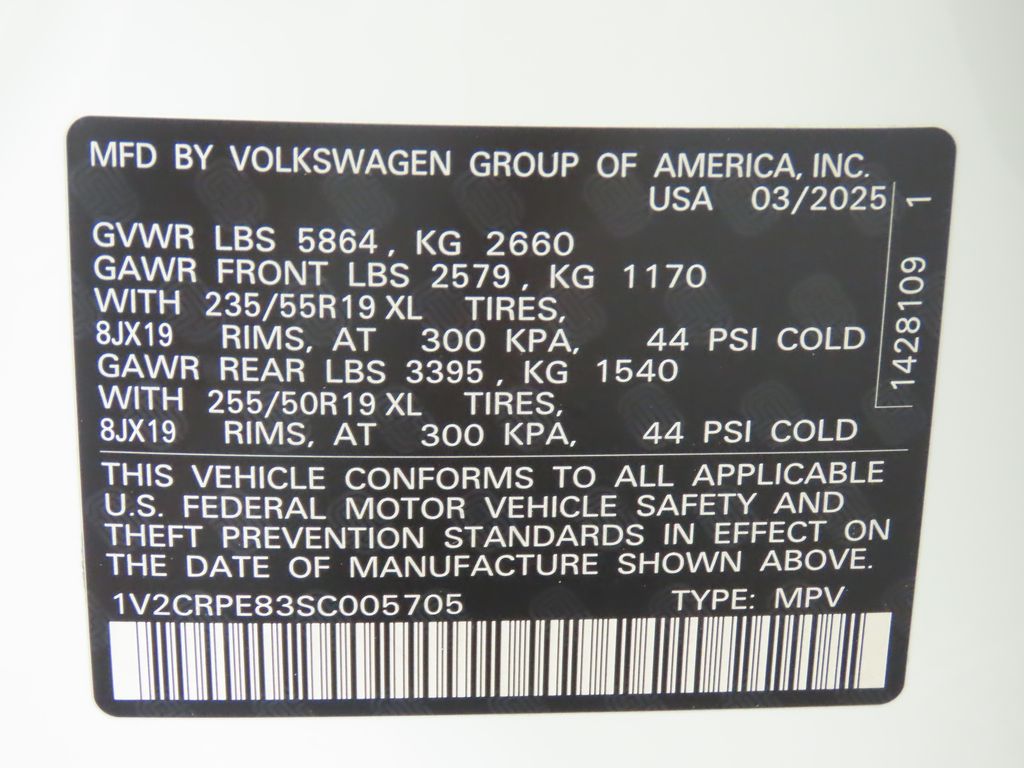 MFD BY VOLKSWAGEN GROUP OF AMERICA, INC.
USA 03/2025
GVWR LBS 5864, KG 2660
GAWR FRONT LBS 2579, KG 1170
WITH 235/55R19 XL TIRES,
8JX19 RIMS, AT 300 KPA, 44 PSI COLD
GAWR REAR LBS 3395, KG 1540
WITH 255/50R19 XL TIRES,
8JX19 RIMS, AT 300 KPA, 44 PSI COLD
1428109 1
THIS VEHICLE CONFORMS TO ALL APPLICABLE
U.S. FEDERAL MOTOR VEHICLE SAFETY AND
THEFT PREVENTION STANDARDS IN EFFECT ON
THE DATE OF MANUFACTURE SHOWN ABOVE.
1V2CRPE83SC005705 TYPE: MPV